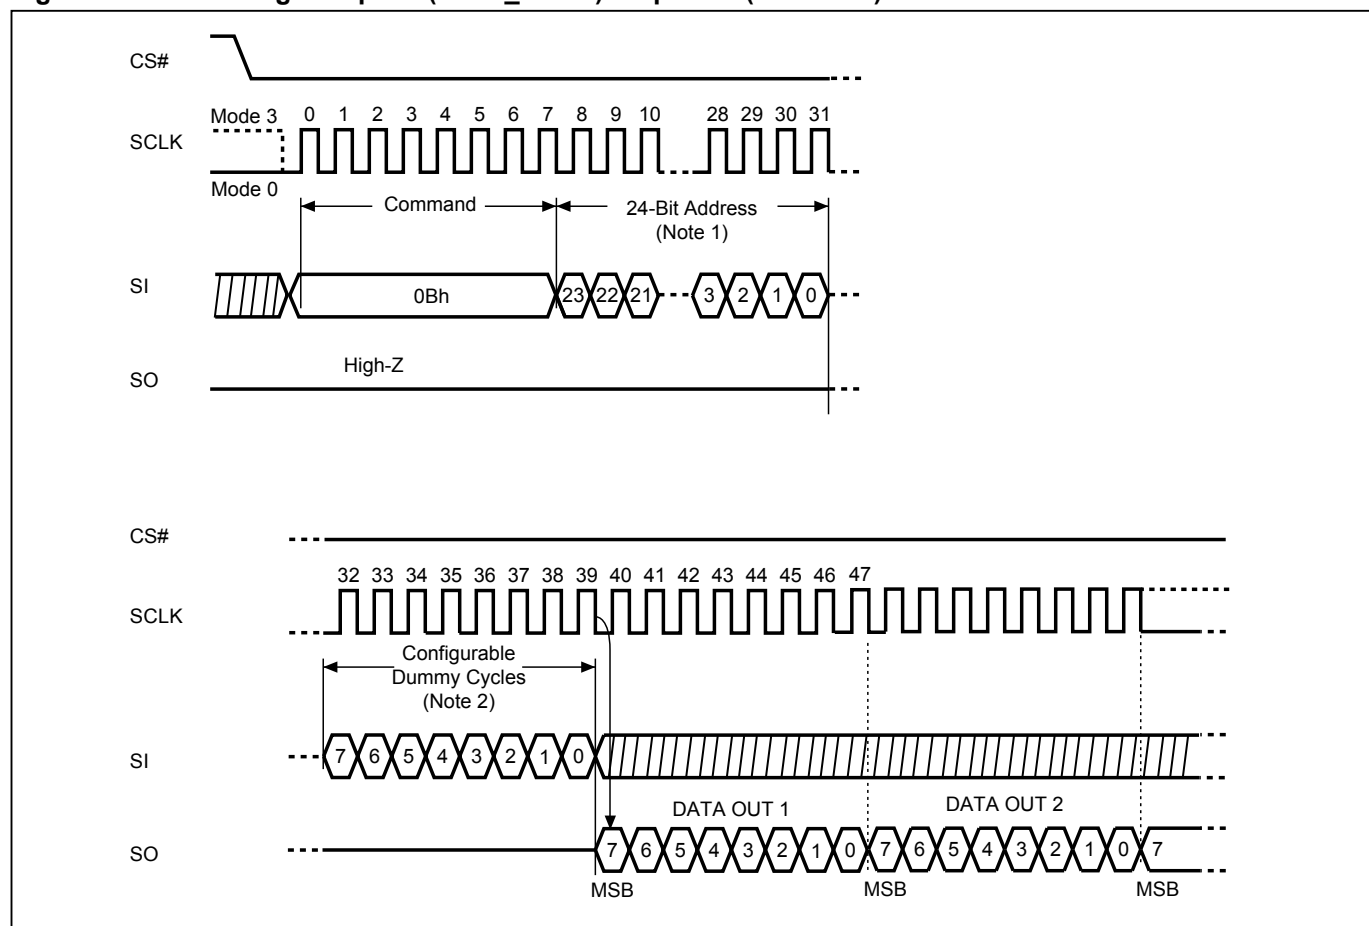 CS#
Mode 3 0 1 2 3 4 5 6 7 8 9 10 28 29 30 31
SCLK
Mode 0
Command
24-Bit Address
(Note 1)
SI
0Bh
23 22 21 3 2 1 0
High-Z
SO
CS#
32 33 34 35 36 37 38 39 40 41 42 43 44 45 46 47
SCLK
Configurable
Dummy Cycles
(Note 2)
SI
7 6 5 4 3 2 1 0
DATA OUT 1
DATA OUT 2
SO
7 6 5 4 3 2 1 0 7 6 5 4 3 2 1 0 7
MSB MSB MSB